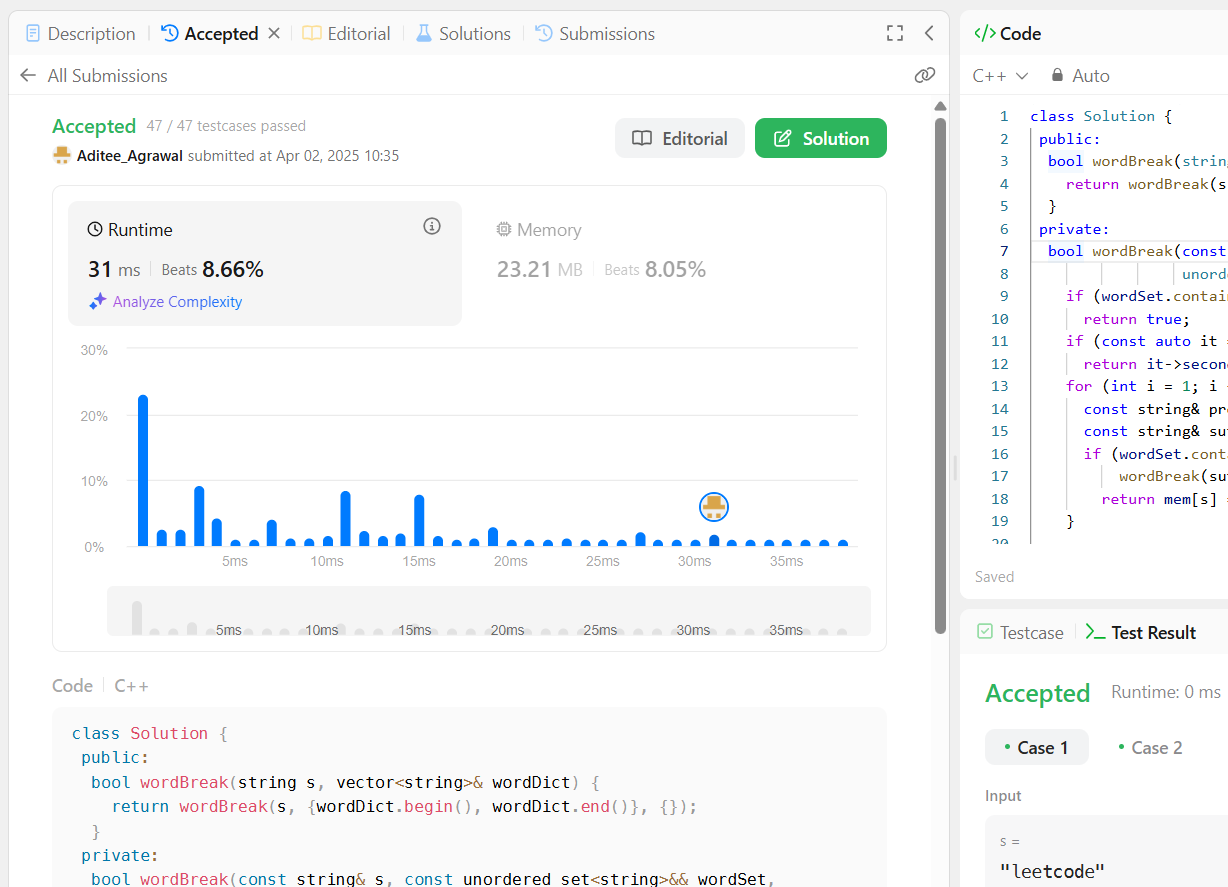 Description Accepted Editorial Solutions Submissions
All Submissions
Accepted 47 / 47 testcases passed
Aditee_Agrawal submitted at Apr 02, 2025 10:35
Editorial
Solution
Runtime
31 ms Beats 8.66%
Analyze Complexity
Memory
23.21 MB Beats 8.05%
30%
20%
10%
0%
5ms 10ms 15ms 20ms 25ms 30ms 35ms
5ms 10ms 15ms 20ms 25ms 30ms 35ms
Code C++
class Solution {
public:
bool wordBreak(string s, vector<string>& wordDict) {
return wordBreak(s, {wordDict.begin(), wordDict.end()}, {});
}
private:
bool wordBreak(const string& s, const unordered_set<string>&& wordSet,
</> Code
C++ Auto
1 class Solution {
2 public:
3 bool wordBreak(strin
4 return wordBreak(s
5 }
6 private:
7 bool wordBreak(const
8 unord
9 if (wordSet.contai
10 return true;
11 if (const auto it
12 return it->secon
13 for (int i = 1; i
14 const string& pr
15 const string& su
16 if (wordSet.cont
17 wordBreak(su
18 return mem[s] =
19 }
20
Saved
Testcase Test Result
Accepted Runtime: 0 ms
Case 1 Case 2
Input
s =
"leetcode"